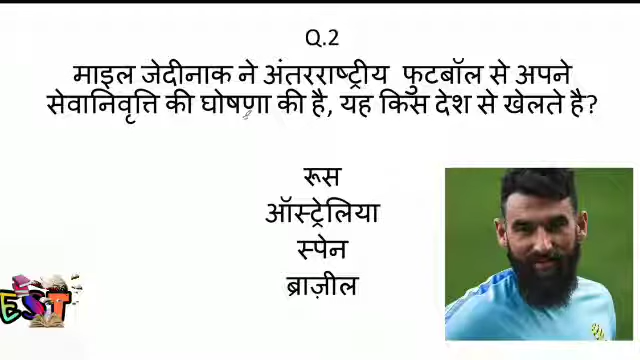 Q.2
माइल जेदीनाक ने अंतरराष्ट्रीय फुटबॉल से अपने
सेवानिवृत्ति की घोषणा की है, यह किस देश से खेलते है?
रूस
ऑस्ट्रेलिया
स्पेन
ब्राज़ील
EST